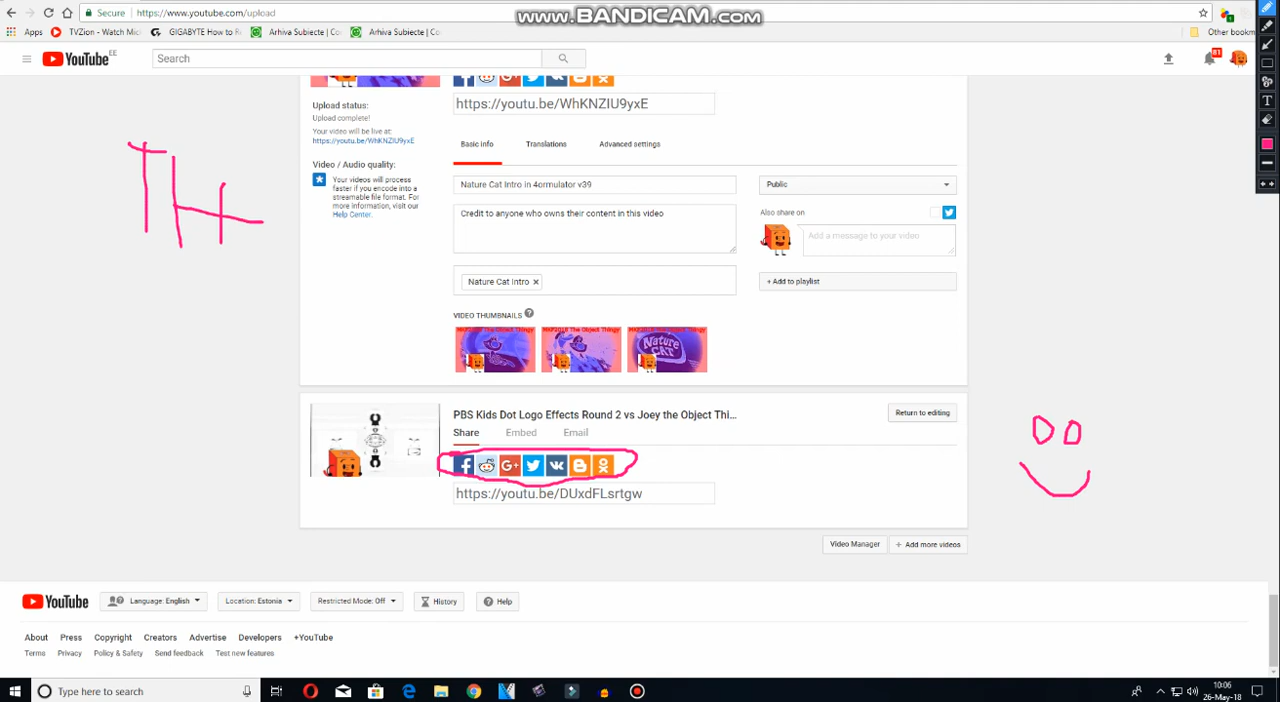 Secure https://www.youtube.com/upload
www.BANDICAM.com
Apps TVZion - Watch Mi GIGABYTE How to R Arhiva Subiecte | Co Arhiva Subiecte | Co Other bookm
YouTube EE Search 81
Upload status:
Upload complete!
Your video will be live at:
https://youtu.be/WhKNZIU9yxE
https://youtu.be/WhKNZIU9yxE
Video / Audio quality:
Your videos will process
faster if you encode into a
streamable file format. For
more information, visit our
Help Center.
Basic info Translations Advanced settings
Nature Cat Intro in 4ormulator v39
Public
Credit to anyone who owns their content in this video
Also share on
Add a message to your video
Nature Cat Intro
+ Add to playlist
VIDEO THUMBNAILS
NATURE CAT
TH
PBS Kids Dot Logo Effects Round 2 vs Joey the Object Thi...
Return to editing
Share Embed Email
https://youtu.be/DUxdFLsrtgw
Video Manager + Add more videos
YouTube Language: English Location: Estonia Restricted Mode: Off History Help
About Press Copyright Creators Advertise Developers +YouTube
Terms Privacy Policy & Safety Send feedback Test new features
Type here to search
10:06
26-May-18